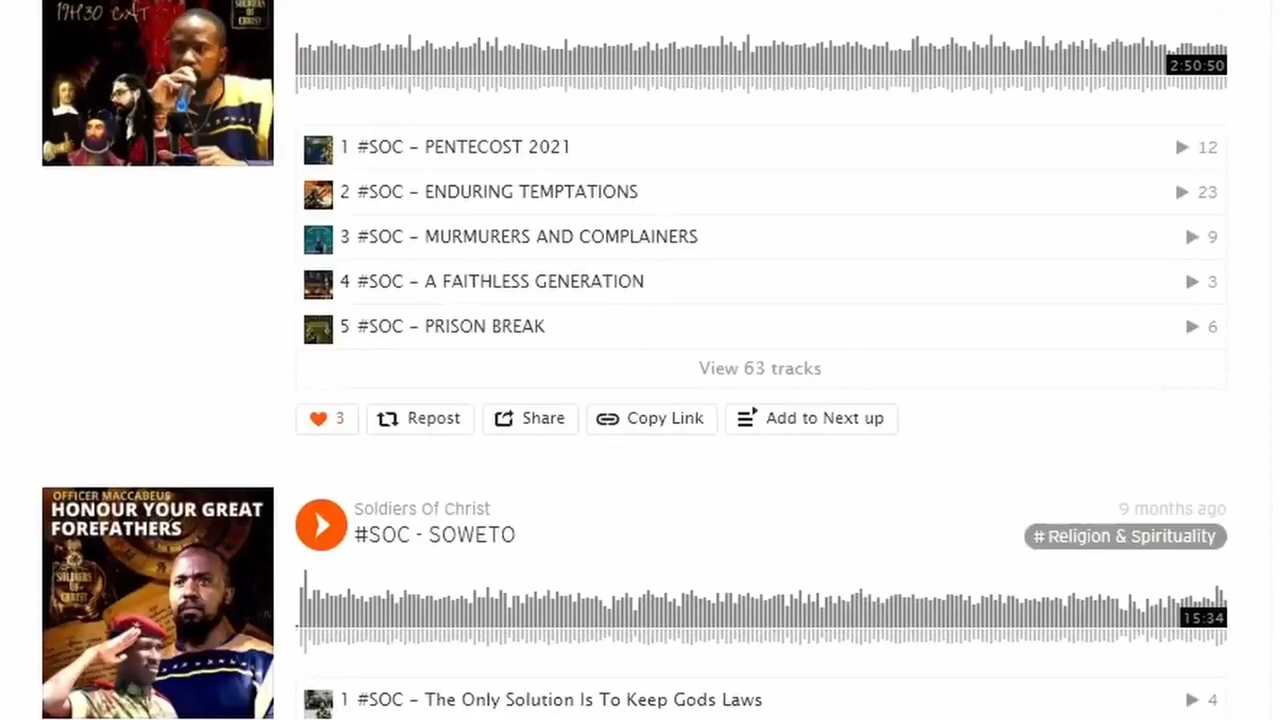 19H30 CAT
SOLDIERS
OF
CHRIST
2:50:50
1 #SOC - PENTECOST 2021
12
2 #SOC - ENDURING TEMPTATIONS
23
3 #SOC - MURMURERS AND COMPLAINERS
9
4 #SOC - A FAITHLESS GENERATION
3
5 #SOC - PRISON BREAK
6
View 63 tracks
3 Repost Share Copy Link Add to Next up
OFFICER MACCABEUS
HONOUR YOUR GREAT
FOREFATHERS
SOLDIERS
OF
CHRIST
Soldiers Of Christ
9 months ago
#SOC - SOWETO
# Religion & Spirituality
15:34
1 #SOC - The Only Solution Is To Keep Gods Laws
4